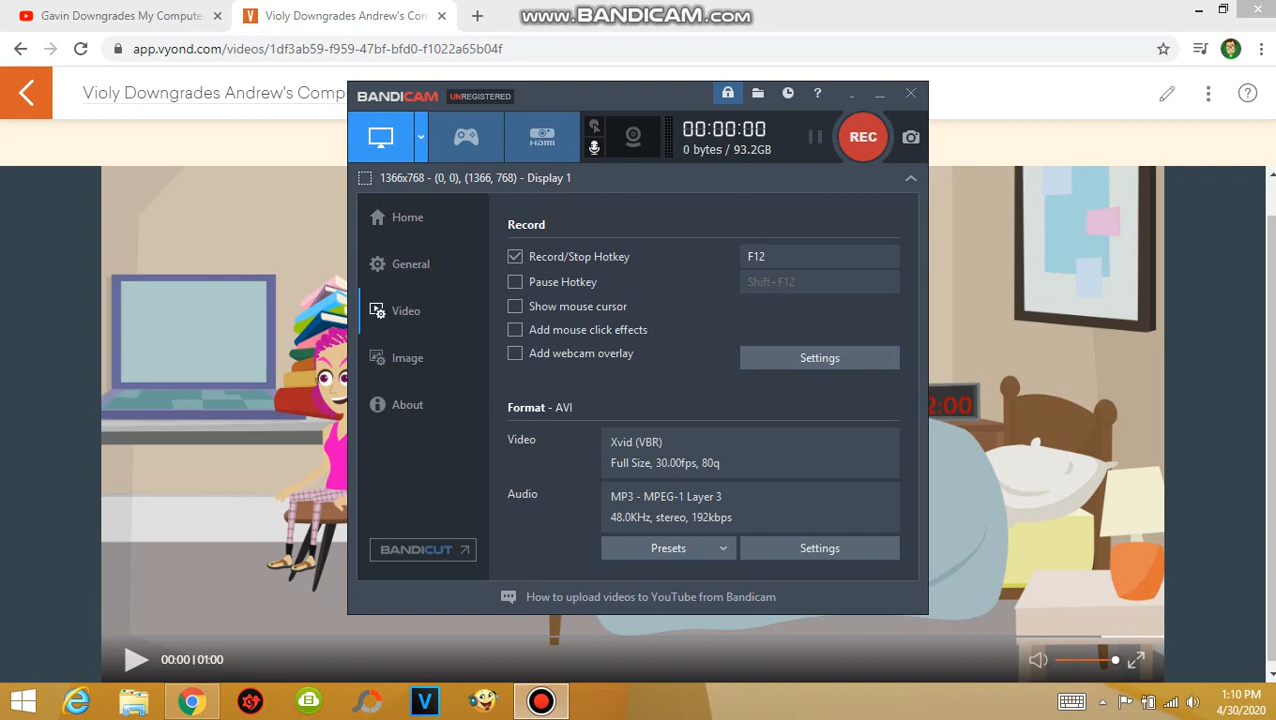 Gavin Downgrades My Compute
Violy Downgrades Andrew's Com
www.BANDICAM.com
app.vyond.com/videos/1df3ab59-f959-47bf-bfd0-f1022a65b04f
Violy Downgrades Andrew's Comp
BANDICAM UNREGISTERED
HDMI
00:00:00
0 bytes / 93.2GB
REC
1366x768 - (0, 0), (1366, 768) - Display 1
Home
General
Video
Image
About
BANDICUT
Record
Record/Stop Hotkey F12
Pause Hotkey Shift+F12
Show mouse cursor
Add mouse click effects
Add webcam overlay Settings
Format - AVI
Video
Xvid (VBR)
Full Size, 30.00fps, 80q
Audio
MP3 - MPEG-1 Layer 3
48.0KHz, stereo, 192kbps
Presets Settings
How to upload videos to YouTube from Bandicam
2:00
00:00 | 01:00
1:10 PM
4/30/2020